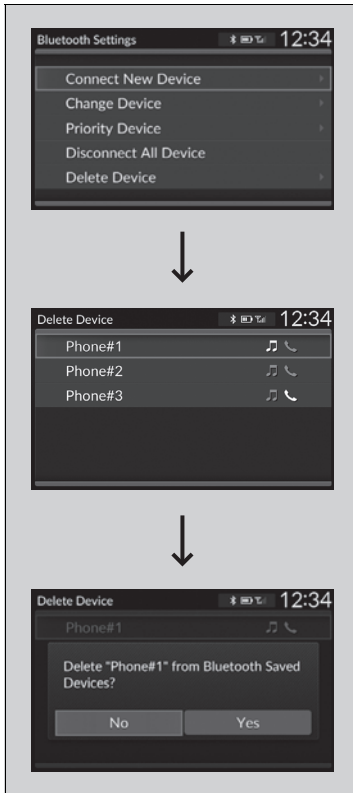 Bluetooth Settings 12:34
Connect New Device
Change Device
Priority Device
Disconnect All Device
Delete Device
Delete Device 12:34
Phone#1
Phone#2
Phone#3
Delete Device 12:34
Phone#1
Delete "Phone#1" from Bluetooth Saved
Devices?
No Yes